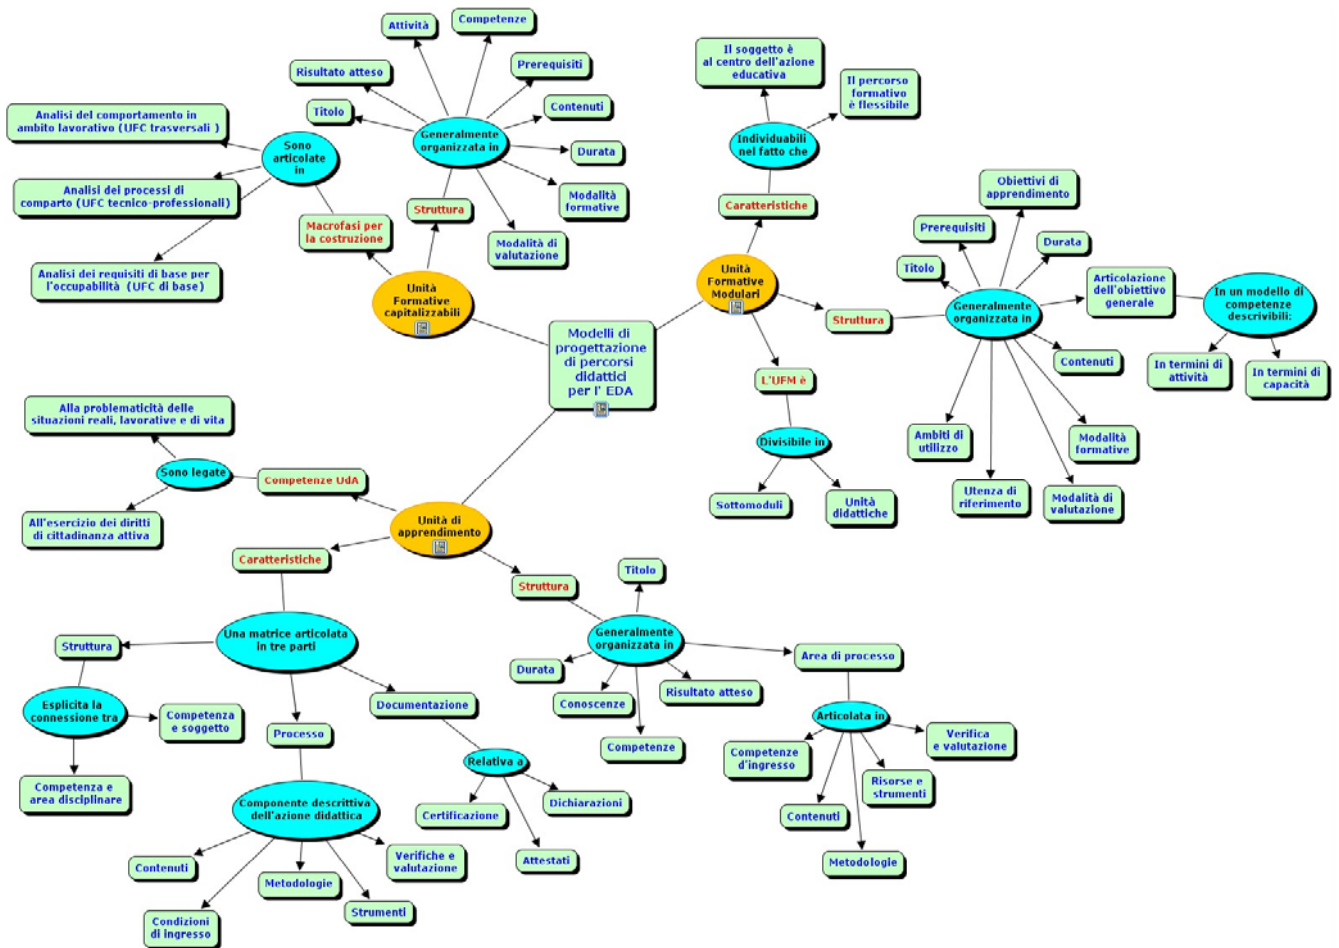 Attività
Competenze
Risultato atteso
Prerequisiti
Titolo
Contenuti
Generalmente
organizzata in
Durata
Modalità
formative
Modalità di
valutazione
Struttura
Analisi del comportamento in
ambito lavorativo (UFC trasversali )
Sono
articolate
in
Analisi dei processi di
comparto (UFC tecnico-professionali)
Macrofasi per
la costruzione
Analisi dei requisiti di base per
l'occupabilità (UFC di base)
Unità
Formative
capitalizzabili
Il soggetto è
al centro dell'azione
educativa
Il percorso
formativo
è flessibile
Individuabili
nel fatto che
Caratteristiche
Unità
Formative
Modulari
Obiettivi di
apprendimento
Prerequisiti
Durata
Titolo
Articolazione
dell'obiettivo
generale
In un modello di
competenze
descrivibili:
Generalmente
organizzata in
Struttura
Contenuti
In termini di
attività
In termini di
capacità
Ambiti di
utilizzo
Modalità
formative
Utenza di
riferimento
Modalità di
valutazione
L'UFM è
Divisibile in
Sottomoduli
Unità
didattiche
Modelli di
progettazione
di percorsi
didattici
per l' EDA
Alla problematicità delle
situazioni reali, lavorative e di vita
Sono legate
Competenze UdA
All'esercizio dei diritti
di cittadinanza attiva
Unità di
apprendimento
Caratteristiche
Struttura
Titolo
Una matrice articolata
in tre parti
Generalmente
organizzata in
Struttura
Durata
Area di processo
Conoscenze
Risultato atteso
Competenze
Esplicita la
connessione tra
Competenza
e soggetto
Documentazione
Processo
Articolata in
Verifica
e valutazione
Competenze
d'ingresso
Risorse e
strumenti
Contenuti
Metodologie
Competenza e
area disciplinare
Relativa a
Componente descrittiva
dell'azione didattica
Dichiarazioni
Certificazione
Attestati
Contenuti
Verifiche e
valutazione
Metodologie
Strumenti
Condizioni
di ingresso